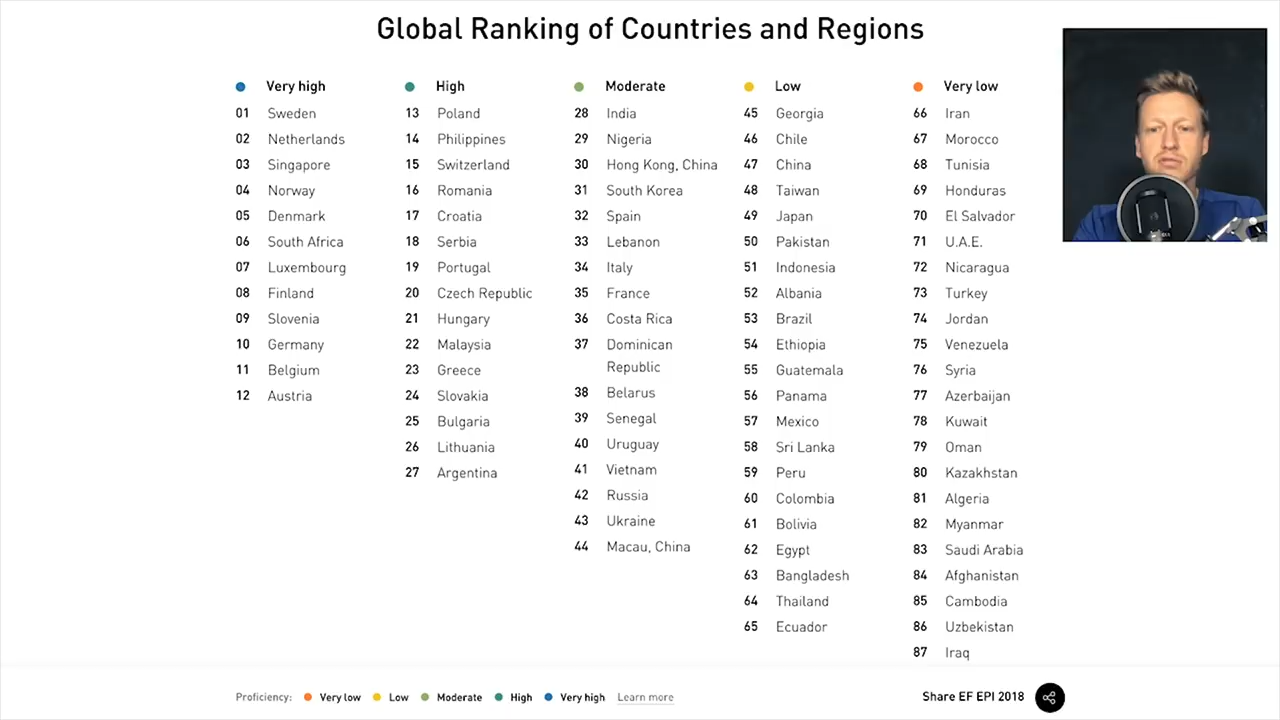 Global Ranking of Countries and Regions
Very high
01 Sweden
02 Netherlands
03 Singapore
04 Norway
05 Denmark
06 South Africa
07 Luxembourg
08 Finland
09 Slovenia
10 Germany
11 Belgium
12 Austria
High
13 Poland
14 Philippines
15 Switzerland
16 Romania
17 Croatia
18 Serbia
19 Portugal
20 Czech Republic
21 Hungary
22 Malaysia
23 Greece
24 Slovakia
25 Bulgaria
26 Lithuania
27 Argentina
Moderate
28 India
29 Nigeria
30 Hong Kong, China
31 South Korea
32 Spain
33 Lebanon
34 Italy
35 France
36 Costa Rica
37 Dominican
Republic
38 Belarus
39 Senegal
40 Uruguay
41 Vietnam
42 Russia
43 Ukraine
44 Macau, China
Low
45 Georgia
46 Chile
47 China
48 Taiwan
49 Japan
50 Pakistan
51 Indonesia
52 Albania
53 Brazil
54 Ethiopia
55 Guatemala
56 Panama
57 Mexico
58 Sri Lanka
59 Peru
60 Colombia
61 Bolivia
62 Egypt
63 Bangladesh
64 Thailand
65 Ecuador
Very low
66 Iran
67 Morocco
68 Tunisia
69 Honduras
70 El Salvador
71 U.A.E.
72 Nicaragua
73 Turkey
74 Jordan
75 Venezuela
76 Syria
77 Azerbaijan
78 Kuwait
79 Oman
80 Kazakhstan
81 Algeria
82 Myanmar
83 Saudi Arabia
84 Afghanistan
85 Cambodia
86 Uzbekistan
87 Iraq
Proficiency: Very low Low Moderate High Very high Learn more
Share EF EPI 2018